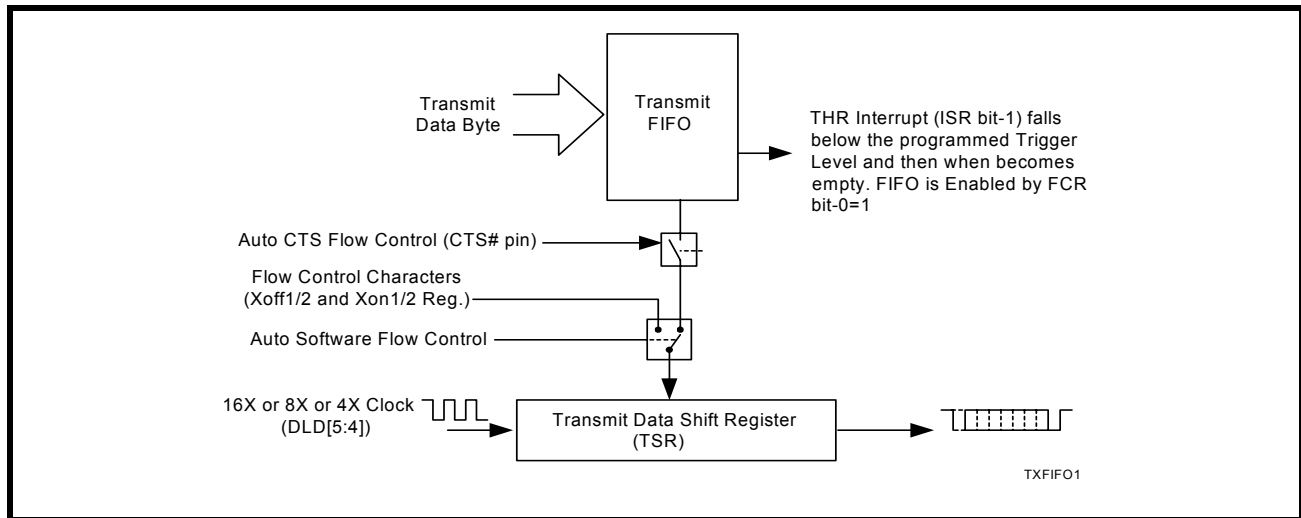 Transmit
Data Byte
Transmit
FIFO
THR Interrupt (ISR bit-1) falls
below the programmed Trigger
Level and then when becomes
empty. FIFO is Enabled by FCR
bit-0=1
Auto CTS Flow Control (CTS# pin)
Flow Control Characters
(Xoff1/2 and Xon1/2 Reg.)
Auto Software Flow Control
16X or 8X or 4X Clock
(DLD[5:4])
Transmit Data Shift Register
(TSR)
TXFIFO1